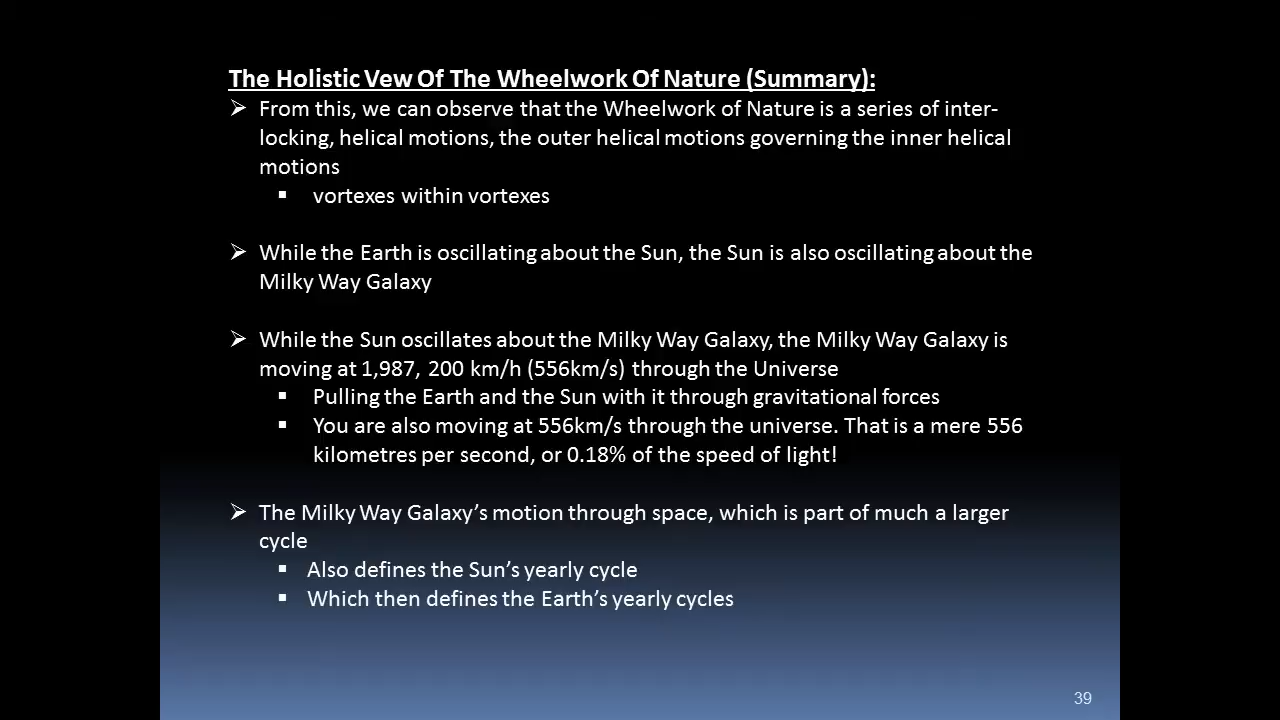 The Holistic Vew Of The Wheelwork Of Nature (Summary):
➢ From this, we can observe that the Wheelwork of Nature is a series of inter-
locking, helical motions, the outer helical motions governing the inner helical
motions
▪ vortexes within vortexes
➢ While the Earth is oscillating about the Sun, the Sun is also oscillating about the
Milky Way Galaxy
➢ While the Sun oscillates about the Milky Way Galaxy, the Milky Way Galaxy is
moving at 1,987, 200 km/h (556km/s) through the Universe
▪ Pulling the Earth and the Sun with it through gravitational forces
▪ You are also moving at 556km/s through the universe. That is a mere 556
kilometres per second, or 0.18% of the speed of light!
➢ The Milky Way Galaxy’s motion through space, which is part of much a larger
cycle
▪ Also defines the Sun’s yearly cycle
▪ Which then defines the Earth’s yearly cycles
39